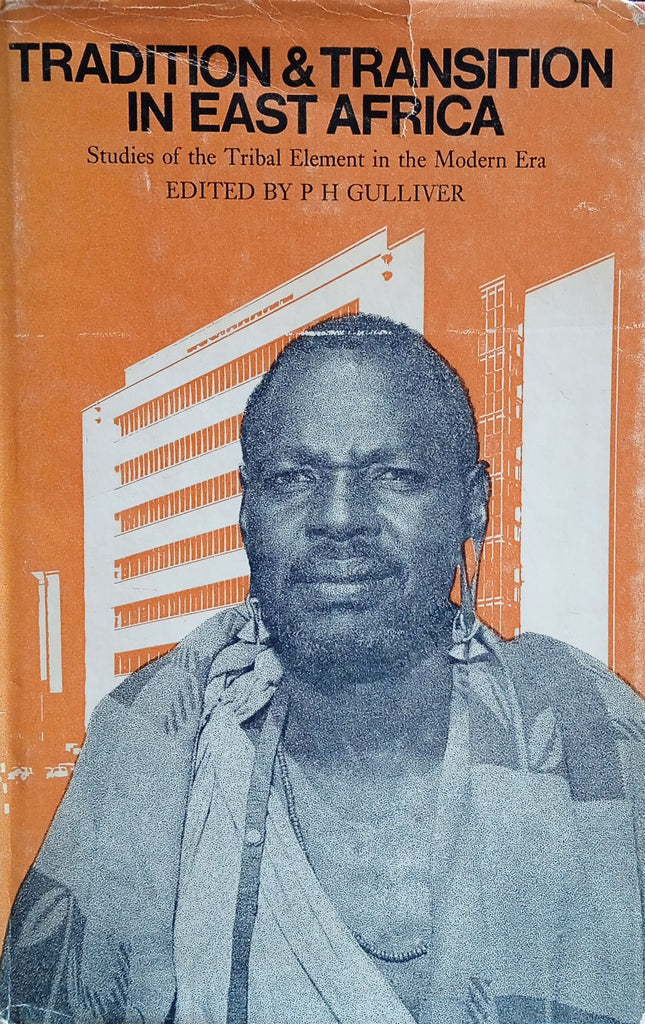 TRADITION & TRANSITION
IN EAST AFRICA
Studies of the Tribal Element in the Modern Era
EDITED BY P H GULLIVER